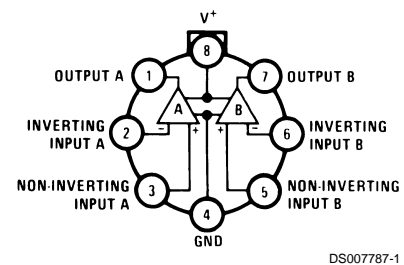 V+
8
OUTPUT A
1
7
OUTPUT B
A
B
INVERTING
INPUT A
2
−
+
+
−
6
INVERTING
INPUT B
NON-INVERTING
INPUT A
3
5
NON-INVERTING
INPUT B
4
GND
DS007787-1